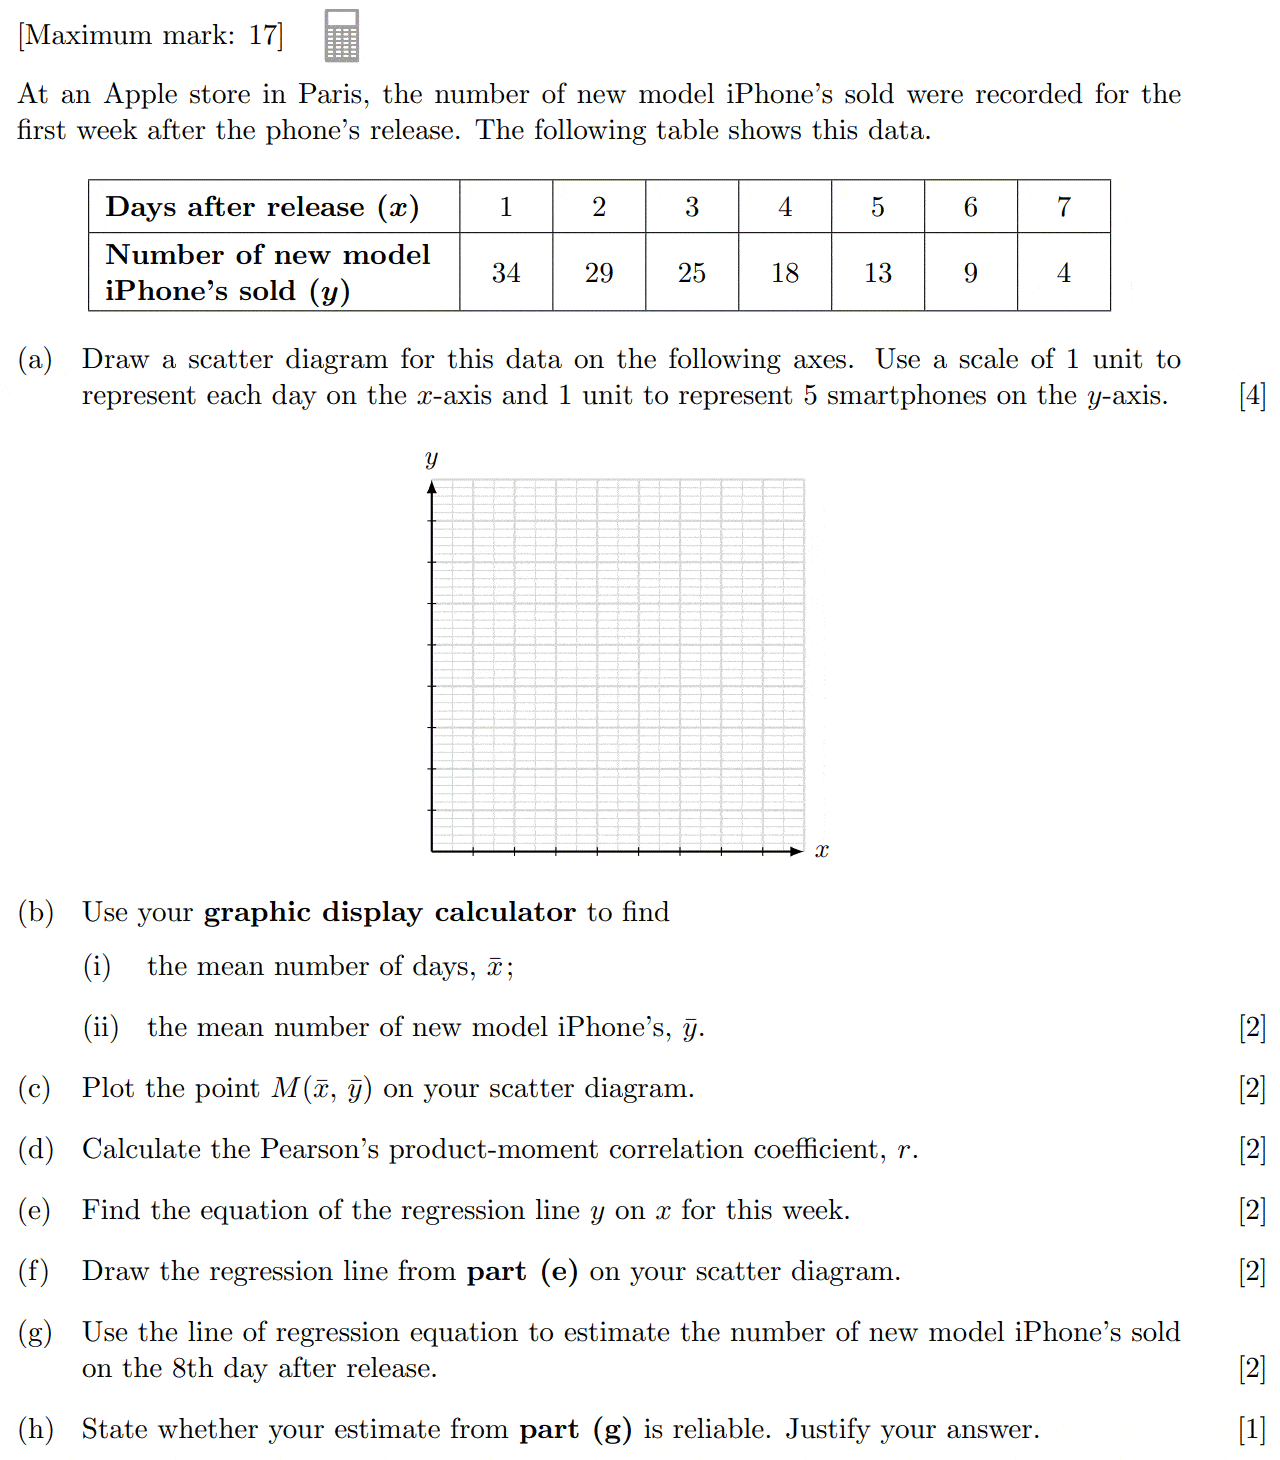 [Maximum mark: 17]
At an Apple store in Paris, the number of new model iPhone's sold were recorded for the
first week after the phone's release. The following table shows this data.
Days after release (x) 1 2 3 4 5 6 7
Number of new model
iPhone's sold (y) 34 29 25 18 13 9 4
(a) Draw a scatter diagram for this data on the following axes. Use a scale of 1 unit to
represent each day on the x-axis and 1 unit to represent 5 smartphones on the y-axis. [4]
y
x
(b) Use your graphic display calculator to find
(i) the mean number of days, x̄;
(ii) the mean number of new model iPhone's, ȳ. [2]
(c) Plot the point M(x̄, ȳ) on your scatter diagram. [2]
(d) Calculate the Pearson's product-moment correlation coefficient, r. [2]
(e) Find the equation of the regression line y on x for this week. [2]
(f) Draw the regression line from part (e) on your scatter diagram. [2]
(g) Use the line of regression equation to estimate the number of new model iPhone's sold
on the 8th day after release. [2]
(h) State whether your estimate from part (g) is reliable. Justify your answer. [1]